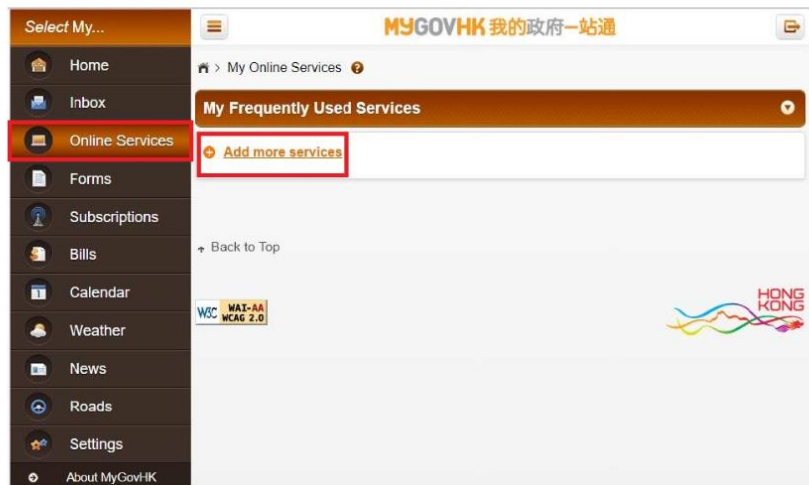 Select My...
Home
Inbox
Online Services
Forms
Subscriptions
Bills
Calendar
Weather
News
Roads
Settings
About MyGovHK
MYGOVHK 我的政府一站通
> My Online Services
My Frequently Used Services
Add more services
Back to Top
W3C WAI-AA
WCAG 2.0
HONG
KONG